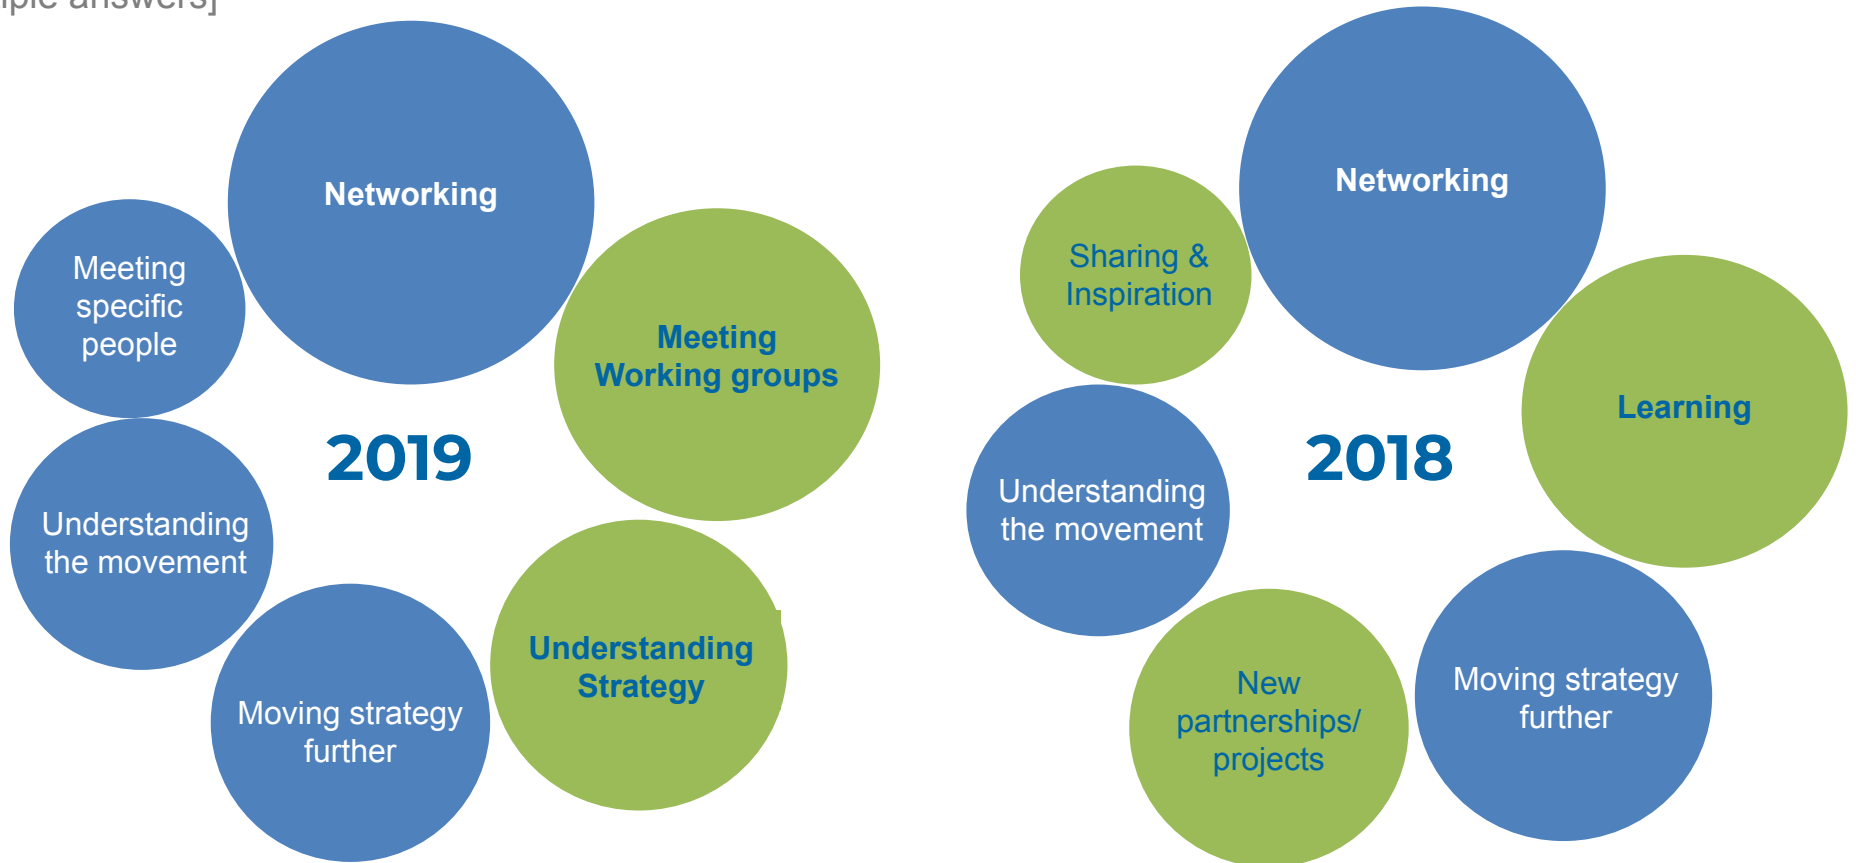 answers]
Networking
Meeting
specific
people
Meeting
Working groups
2019
Understanding
the movement
Understanding
Strategy
Moving strategy
further
Networking
Sharing &
Inspiration
Learning
2018
Understanding
the movement
New
partnerships/
projects
Moving strategy
further